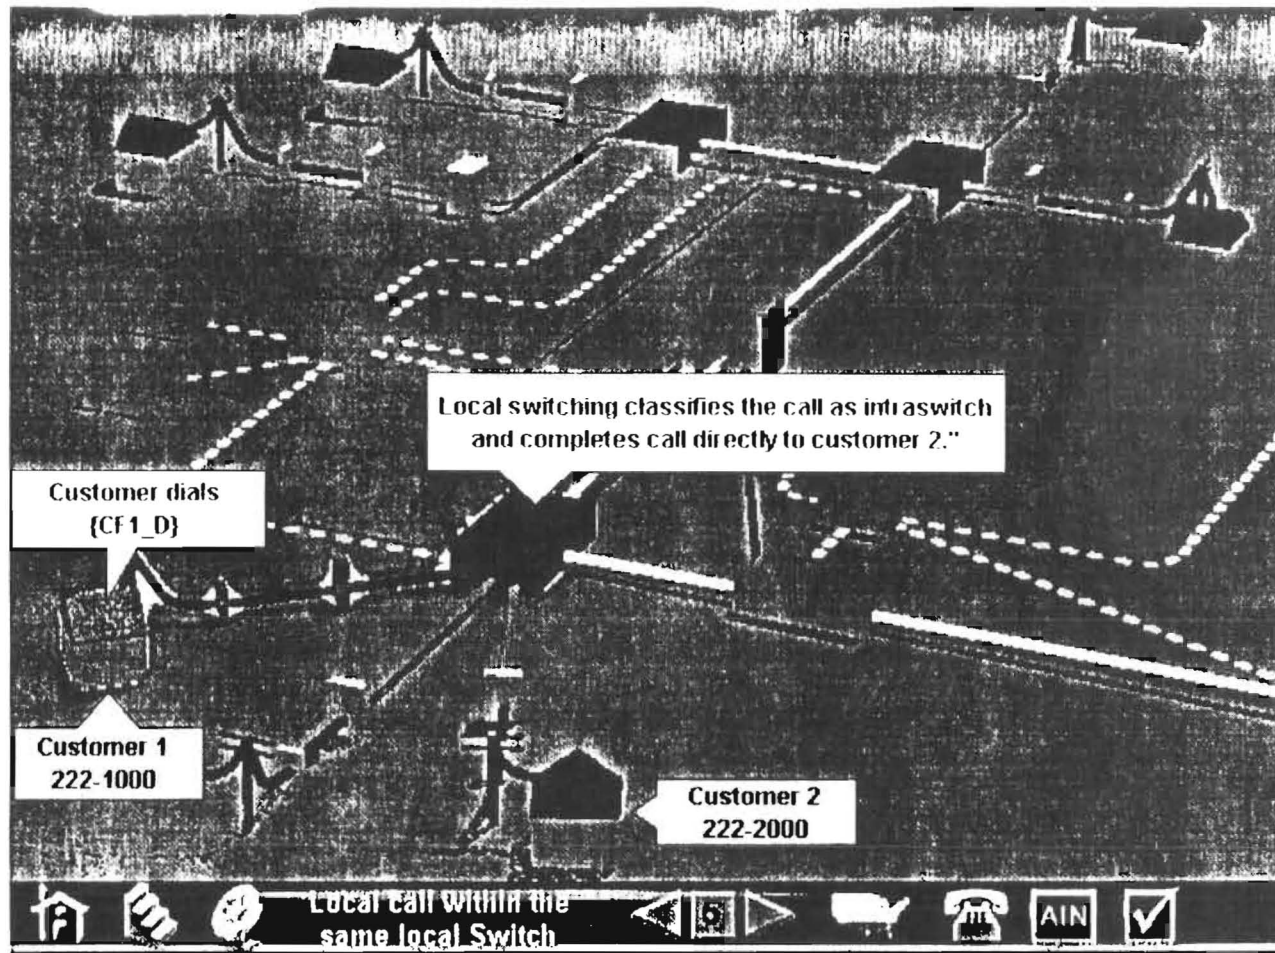 Local switching classifies the call as intraswitch
and completes call directly to customer 2."
Customer dials
{CF1_D}
Customer 1
222-1000
Customer 2
222-2000
Local call within the
same local Switch
AIN